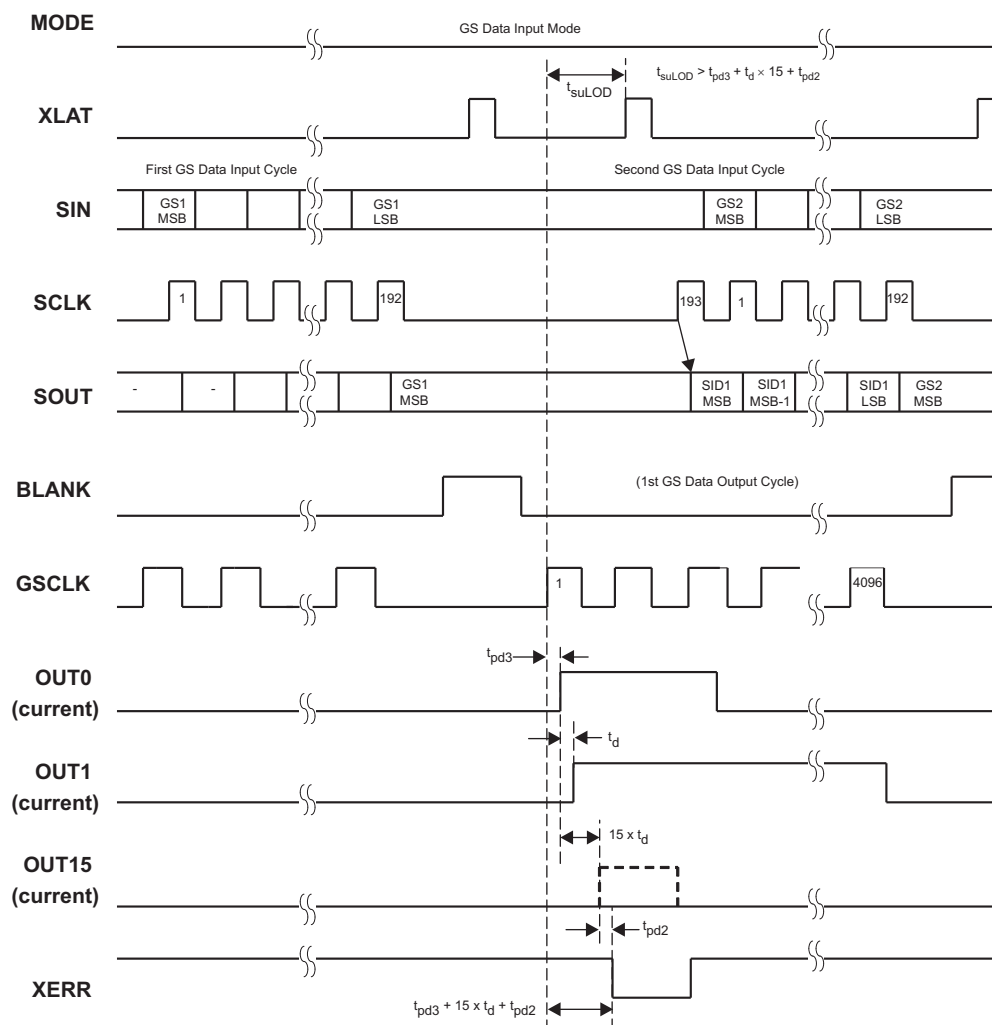 MODE
GS Data Input Mode
tsuLOD
tsuLOD > tpd3 + td × 15 + tpd2
XLAT
First GS Data Input Cycle
Second GS Data Input Cycle
SIN
GS1
MSB
GS1
LSB
GS2
MSB
GS2
LSB
SCLK
1
192
193
1
192
SOUT
-
-
GS1
MSB
SID1
MSB
SID1
MSB-1
SID1
LSB
GS2
MSB
BLANK
(1st GS Data Output Cycle)
GSCLK
1
4096
tpd3
OUT0
(current)
td
OUT1
(current)
15 x td
OUT15
(current)
tpd2
XERR
tpd3 + 15 x td + tpd2